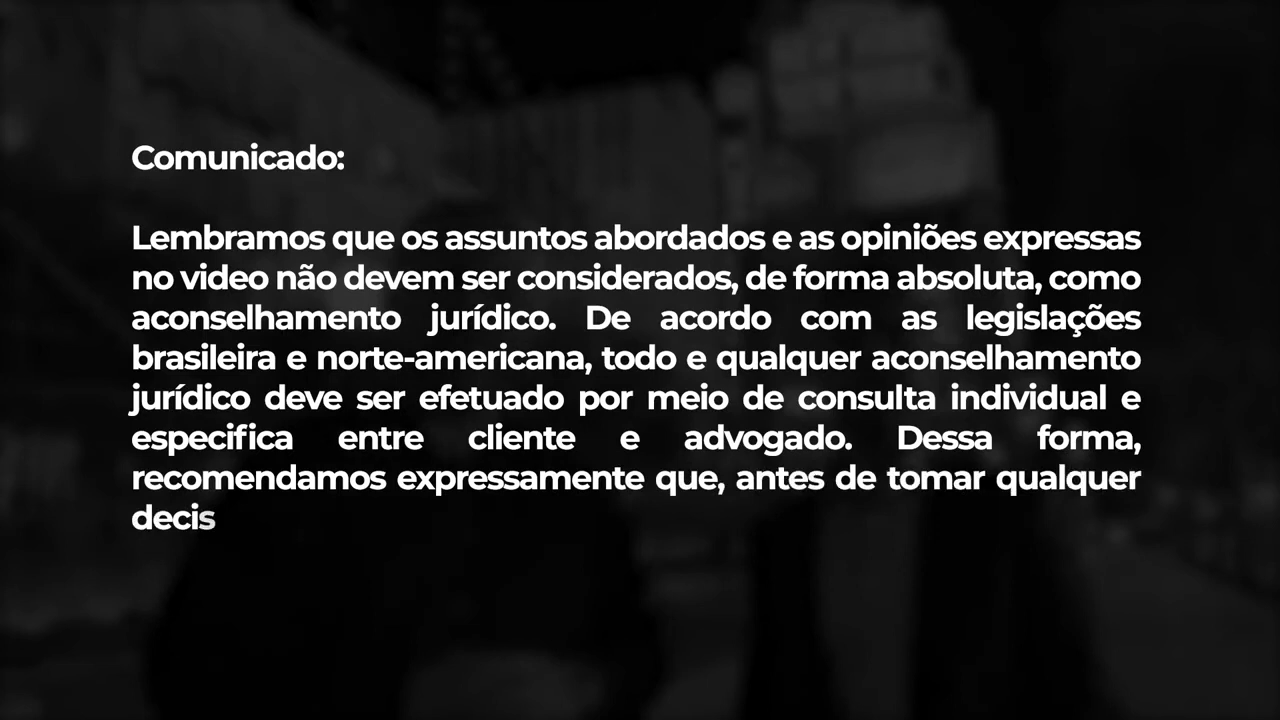 Comunicado:
Lembramos que os assuntos abordados e as opiniões expressas
no video não devem ser considerados, de forma absoluta, como
aconselhamento jurídico. De acordo com as legislações
brasileira e norte-americana, todo e qualquer aconselhamento
jurídico deve ser efetuado por meio de consulta individual e
especifica entre cliente e advogado. Dessa forma,
recomendamos expressamente que, antes de tomar qualquer
decis